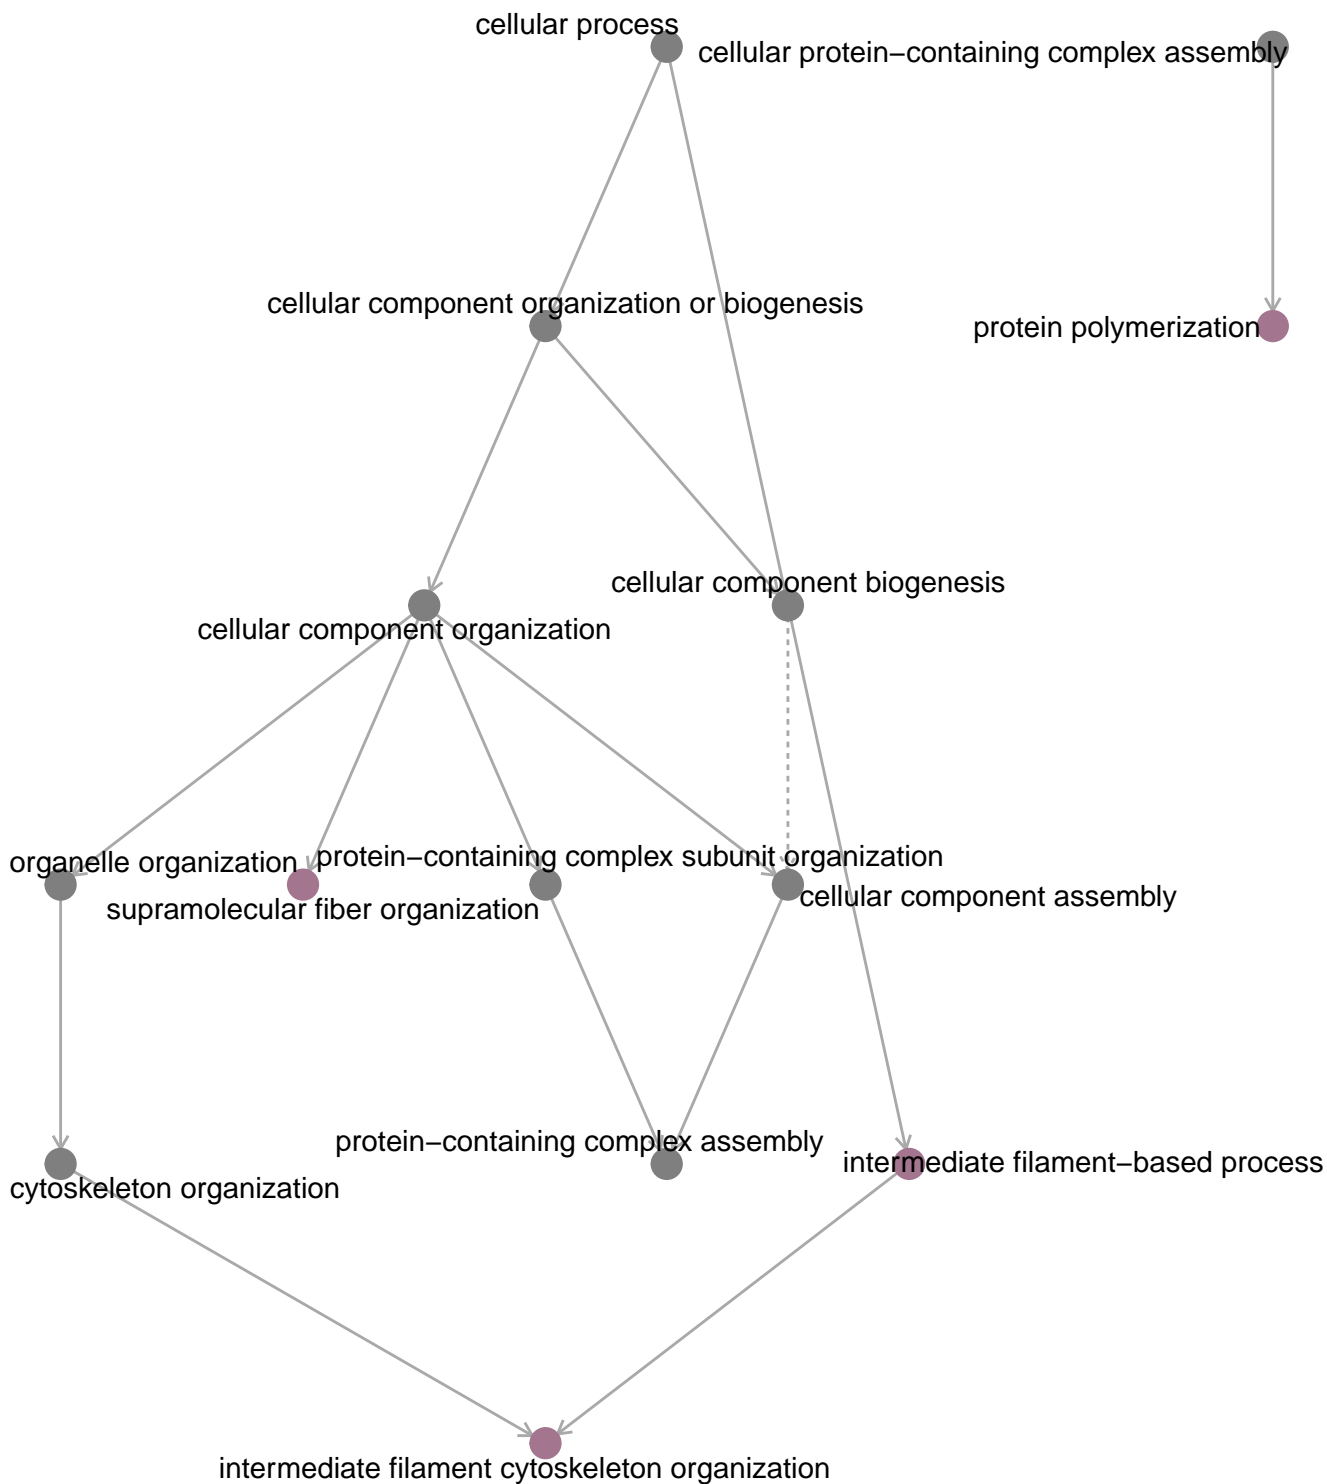 cellular process
cellular protein−containing complex assembly
cellular component organization or biogenesis
protein polymerization
cellular component biogenesis
cellular component organization
organelle organization
protein−containing complex subunit organization
supramolecular fiber organization
cellular component assembly
protein−containing complex assembly
intermediate filament−based process
cytoskeleton organization
intermediate filament cytoskeleton organization